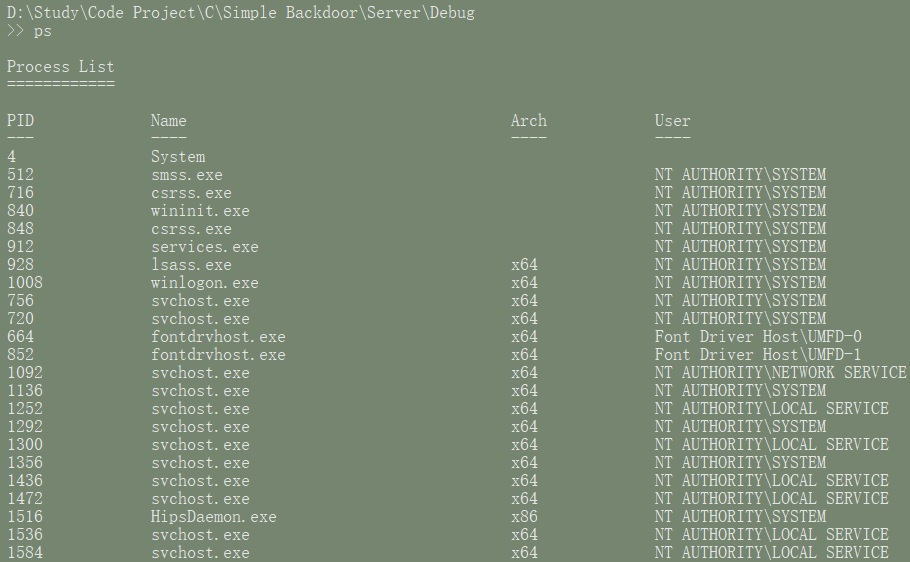 D:\Study\Code Project\C\Simple Backdoor\Server\Debug
>> ps
Process List
============
PID Name Arch User
--- ---- ---- ----
4 System
512 smss.exe NT AUTHORITY\SYSTEM
716 csrss.exe NT AUTHORITY\SYSTEM
840 wininit.exe NT AUTHORITY\SYSTEM
848 csrss.exe NT AUTHORITY\SYSTEM
912 services.exe NT AUTHORITY\SYSTEM
928 lsass.exe x64 NT AUTHORITY\SYSTEM
1008 winlogon.exe x64 NT AUTHORITY\SYSTEM
756 svchost.exe x64 NT AUTHORITY\SYSTEM
720 svchost.exe x64 NT AUTHORITY\SYSTEM
664 fontdrvhost.exe x64 Font Driver Host\UMFD-0
852 fontdrvhost.exe x64 Font Driver Host\UMFD-1
1092 svchost.exe x64 NT AUTHORITY\NETWORK SERVICE
1136 svchost.exe x64 NT AUTHORITY\SYSTEM
1252 svchost.exe x64 NT AUTHORITY\LOCAL SERVICE
1292 svchost.exe x64 NT AUTHORITY\SYSTEM
1300 svchost.exe x64 NT AUTHORITY\LOCAL SERVICE
1356 svchost.exe x64 NT AUTHORITY\SYSTEM
1436 svchost.exe x64 NT AUTHORITY\LOCAL SERVICE
1472 svchost.exe x64 NT AUTHORITY\LOCAL SERVICE
1516 HipsDaemon.exe x86 NT AUTHORITY\SYSTEM
1536 svchost.exe x64 NT AUTHORITY\LOCAL SERVICE
1584 svchost.exe x64 NT AUTHORITY\LOCAL SERVICE